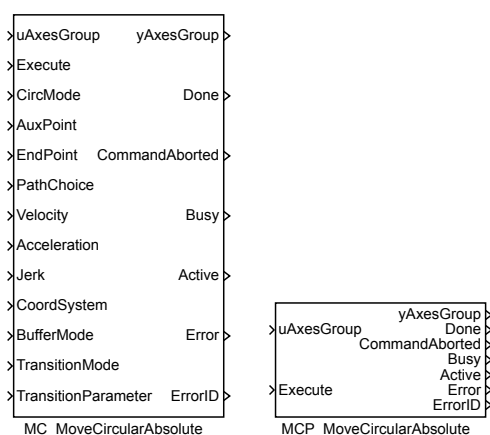 uAxesGroup yAxesGroup
Execute
CircMode Done
AuxPoint
EndPoint CommandAborted
PathChoice
Velocity Busy
Acceleration
Jerk Active
CoordSystem
BufferMode Error
TransitionMode
TransitionParameter ErrorID
MC_MoveCircularAbsolute
yAxesGroup
uAxesGroup Done
CommandAborted
Busy
Active
Execute Error
ErrorID
MCP_MoveCircularAbsolute